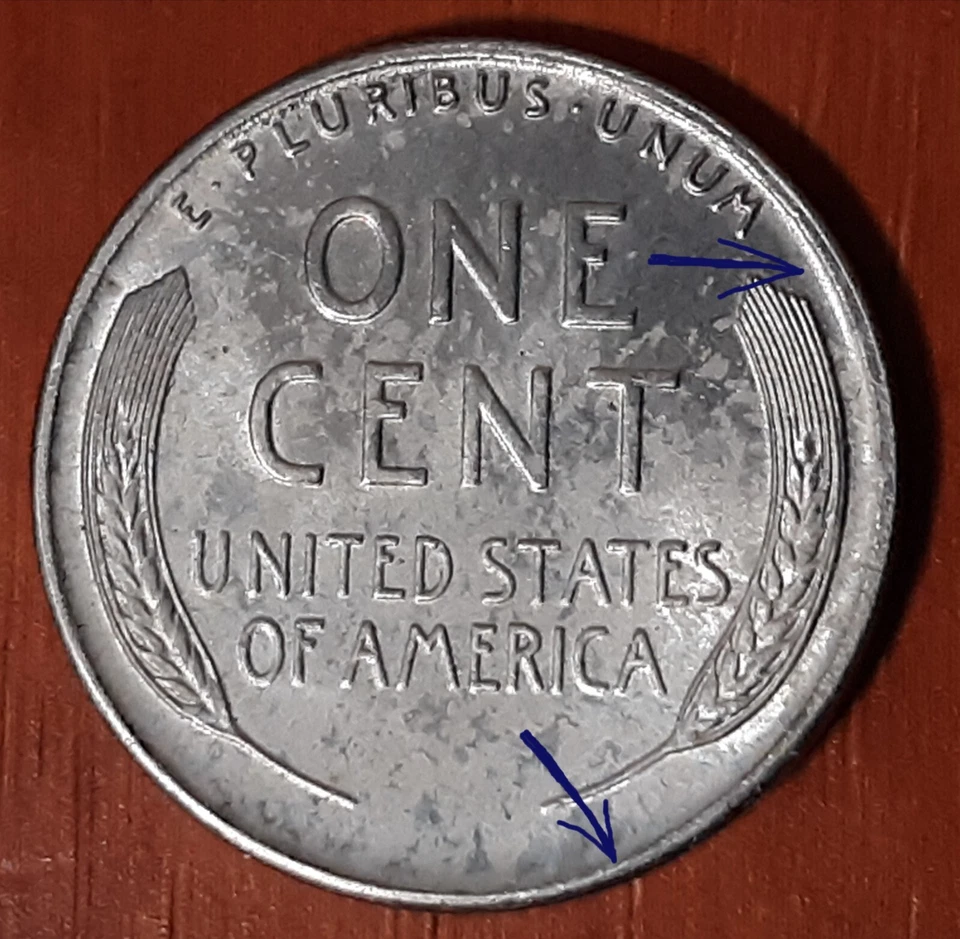 E·PLURIBUS·UNUM
ONE
CENT
UNITED STATES
OF AMERICA